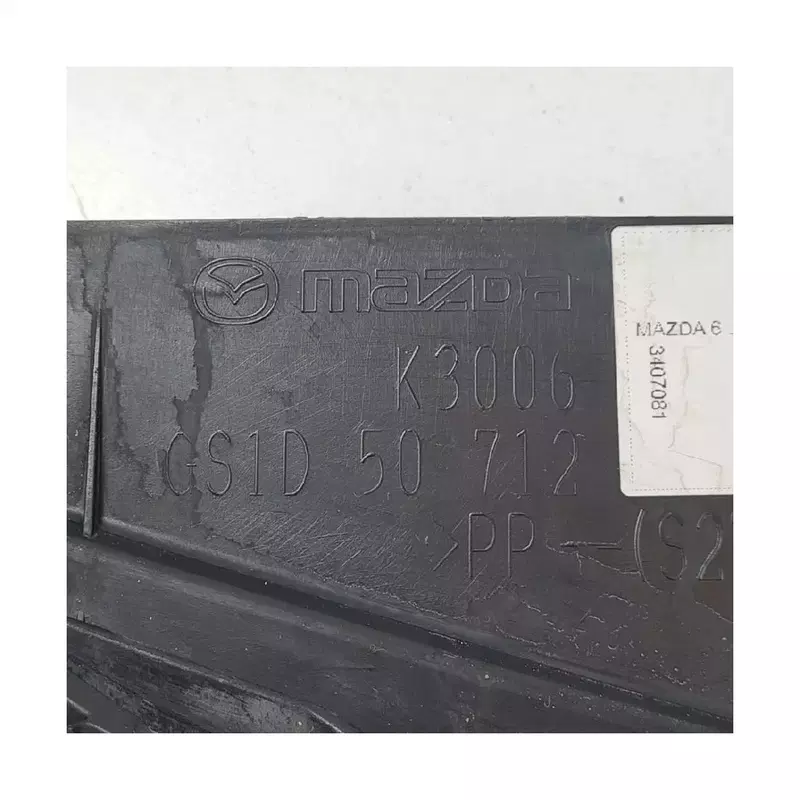 mazda
K3006
GS1D 50 712
>PP-(S2
MAZDA 6
3407081